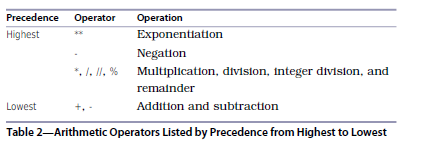 Precedence Operator Operation
Highest ** Exponentiation
- Negation
*, /, //, % Multiplication, division, integer division, and
remainder
Lowest +, - Addition and subtraction
Table 2—Arithmetic Operators Listed by Precedence from Highest to Lowest